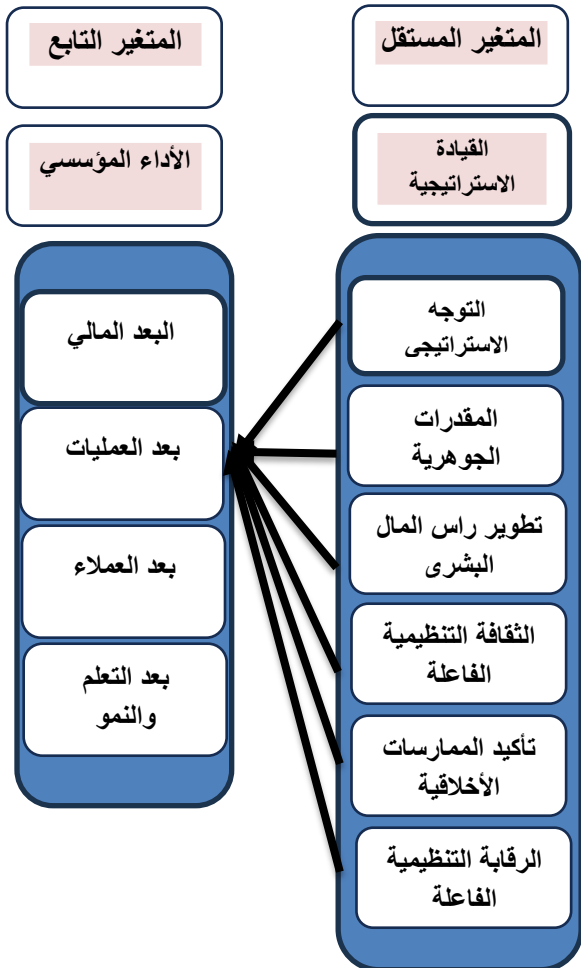 المتغير المستقل
المتغير التابع
القيادة
الاستراتيجية
الأداء المؤسسي
التوجه
الاستراتيجى
المقدرات
الجوهرية
تطوير راس المال
البشرى
الثقافة التنظيمية
الفاعلة
تأكيد الممارسات
الأخلاقية
الرقابة التنظيمية
الفاعلة
البعد المالي
بعد العمليات
بعد العملاء
بعد التعلم
والنمو